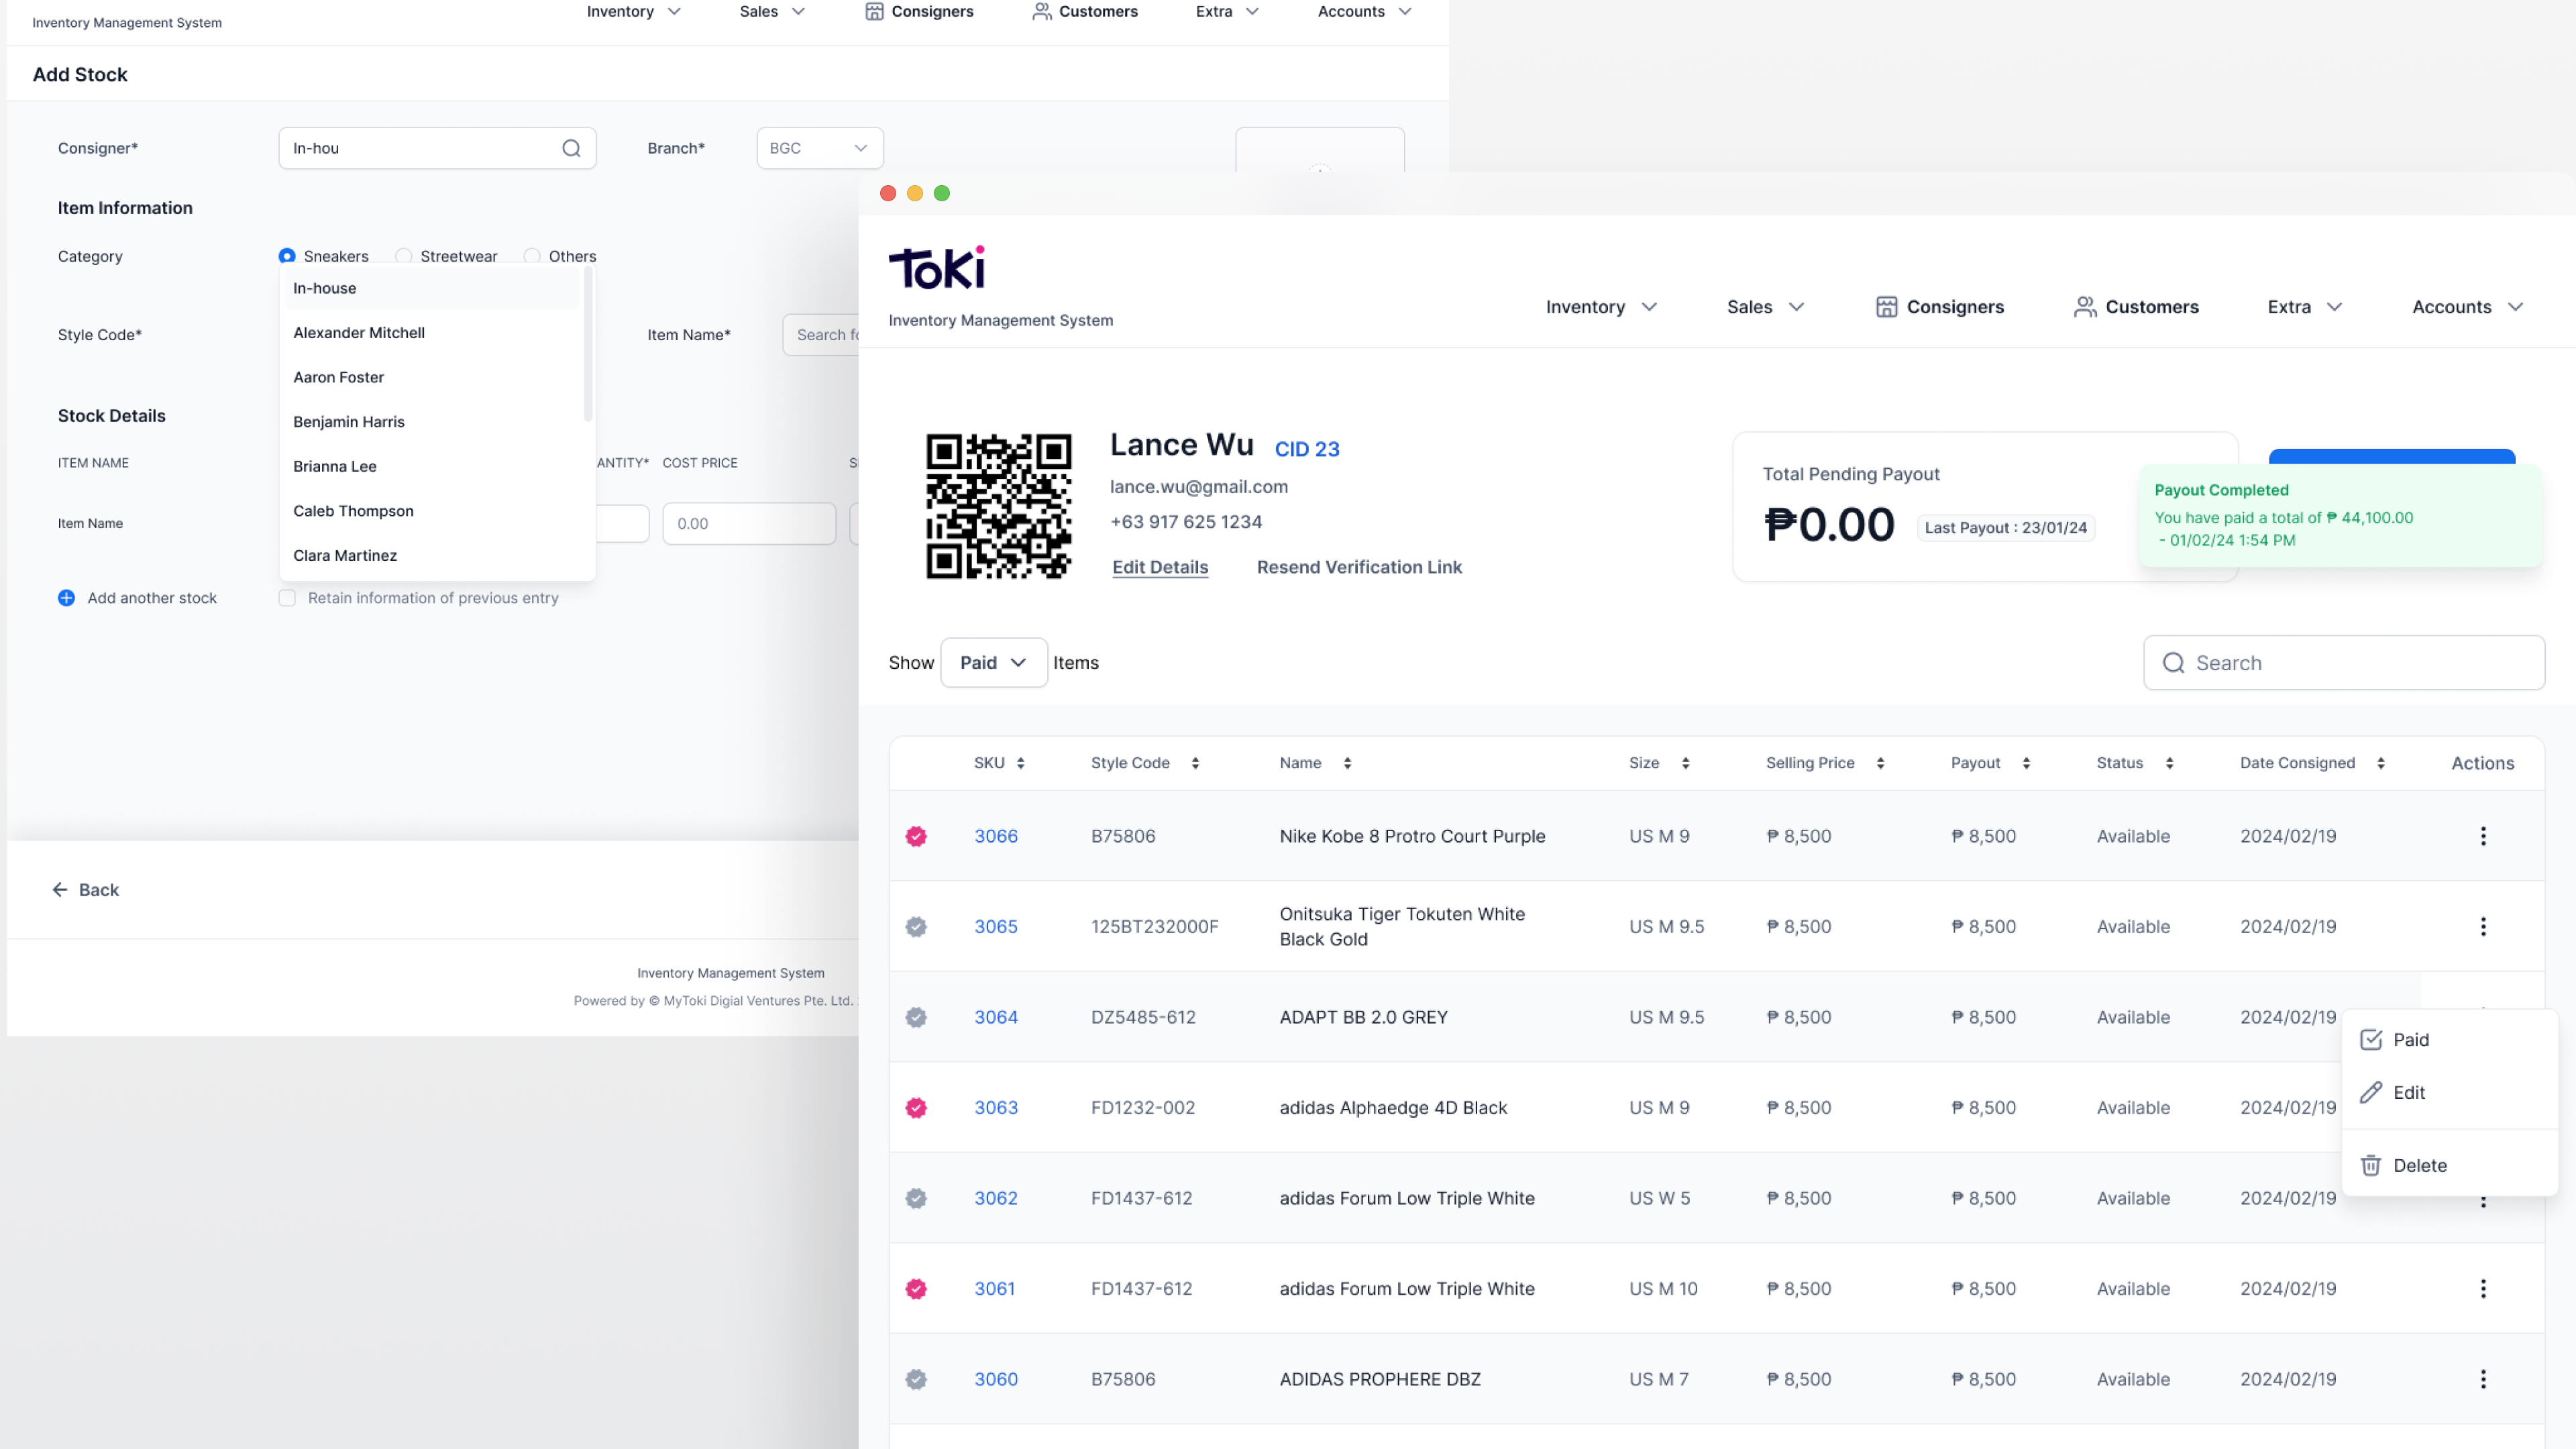 Inventory Management System
Inventory
Sales
Consigners
Customers
Extra
Accounts
Add Stock
Consigner*
In-hou
Branch*
BGC
Item Information
Category
Sneakers
Streetwear
Others
In-house
Alexander Mitchell
Aaron Foster
Benjamin Harris
Brianna Lee
Caleb Thompson
Clara Martinez
Style Code*
Item Name*
Search fo
Stock Details
ITEM NAME
ANTITY*
COST PRICE
Item Name
0.00
Add another stock
Retain information of previous entry
Back
Inventory Management System
Powered by © MyToki Digial Ventures Pte. Ltd.
Toki
Inventory Management System
Inventory
Sales
Consigners
Customers
Extra
Accounts
Lance Wu CID 23
lance.wu@gmail.com
+63 917 625 1234
Edit Details
Resend Verification Link
Total Pending Payout
₱0.00
Last Payout : 23/01/24
Payout Completed
You have paid a total of ₱ 44,100.00
- 01/02/24 1:54 PM
Show Paid Items
Search
SKU Style Code Name Size Selling Price Payout Status Date Consigned Actions
3066 B75806 Nike Kobe 8 Protro Court Purple US M 9 ₱ 8,500 ₱ 8,500 Available 2024/02/19
3065 125BT232000F Onitsuka Tiger Tokuten White
Black Gold US M 9.5 ₱ 8,500 ₱ 8,500 Available 2024/02/19
3064 DZ5485-612 ADAPT BB 2.0 GREY US M 9.5 ₱ 8,500 ₱ 8,500 Available 2024/02/19
3063 FD1232-002 adidas Alphaedge 4D Black US M 9 ₱ 8,500 ₱ 8,500 Available 2024/02/19
3062 FD1437-612 adidas Forum Low Triple White US W 5 ₱ 8,500 ₱ 8,500 Available 2024/02/19
3061 FD1437-612 adidas Forum Low Triple White US M 10 ₱ 8,500 ₱ 8,500 Available 2024/02/19
3060 B75806 ADIDAS PROPHERE DBZ US M 7 ₱ 8,500 ₱ 8,500 Available 2024/02/19
Paid
Edit
Delete